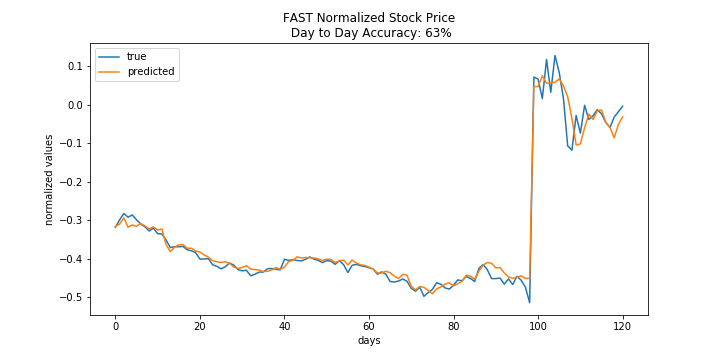 FAST Normalized Stock Price
Day to Day Accuracy: 63%
true
predicted
normalized values
0.1
0.0
−0.1
−0.2
−0.3
−0.4
−0.5
0 20 40 60 80 100 120
days